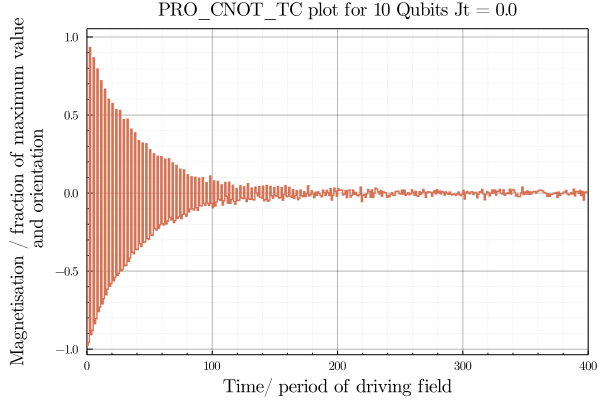 PRO_CNOT_TC plot for 10 Qubits Jt = 0.0
Magnetisation / fraction of maximum value
and orientation
1.0
0.5
0.0
−0.5
−1.0
0
100
200
300
400
Time/ period of driving field